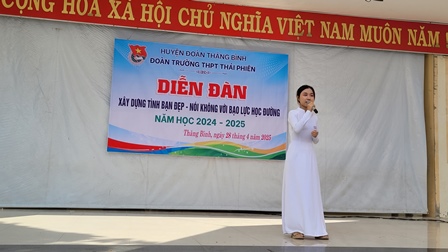 CỘNG HÒA XÃ HỘI CHỦ NGHĨA VIỆT NAM MUÔN NĂM
HUYỆN ĐOÀN THĂNG BÌNH
ĐOÀN TRƯỜNG THPT THÁI PHIÊN
DIỄN ĐÀN
XÂY DỰNG TÌNH BẠN ĐẸP - NÓI KHÔNG VỚI BẠO LỰC HỌC ĐƯỜNG
NĂM HỌC 2024 - 2025
Thăng Bình, ngày 28 tháng 4 năm 2025